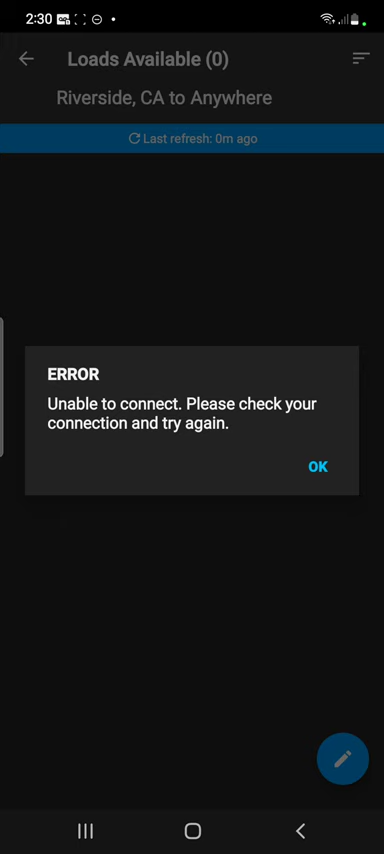 2:30
Loads Available (0)
Riverside, CA to Anywhere
Last refresh: 0m ago
ERROR
Unable to connect. Please check your
connection and try again.
OK